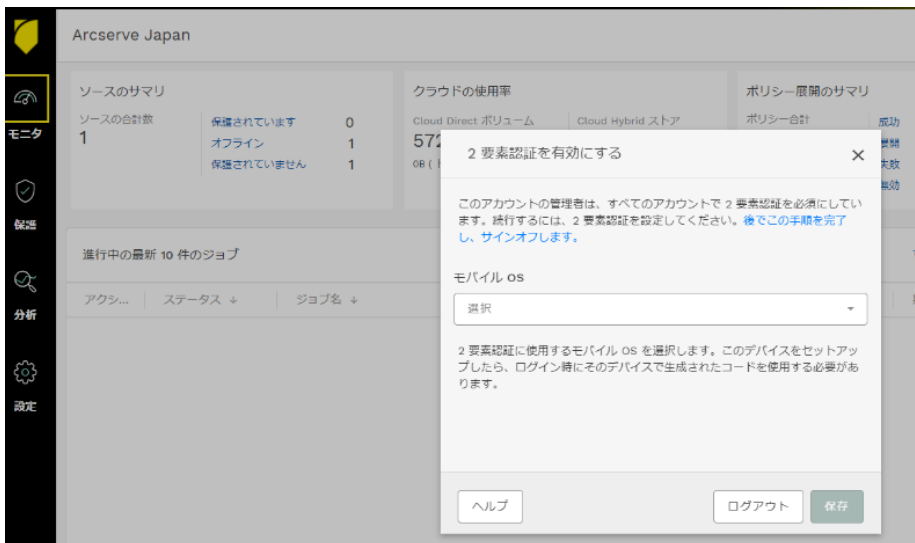 Arcserve Japan
モニタ
保護
分析
設定
ソースのサマリ
ソースの合計数
1
保護されています 0
オフライン 1
保護されていません 1
クラウドの使用率
Cloud Direct ボリューム Cloud Hybrid ストア
572
0B (
ポリシー展開のサマリ
ポリシー合計
成功
展開
失敗
無効
進行中の最新 10 件のジョブ
アクシ... ステータス ↓ ジョブ名 ↓
2 要素認証を有効にする
このアカウントの管理者は、すべてのアカウントで 2 要素認証を必須にしてい
ます。続行するには、2 要素認証を設定してください。後でこの手順を完了
し、サインオフします。
モバイル OS
選択
2 要素認証に使用するモバイル OS を選択します。このデバイスをセットアッ
プしたら、ログイン時にそのデバイスで生成されたコードを使用する必要があ
ります。
ヘルプ
ログアウト
保存